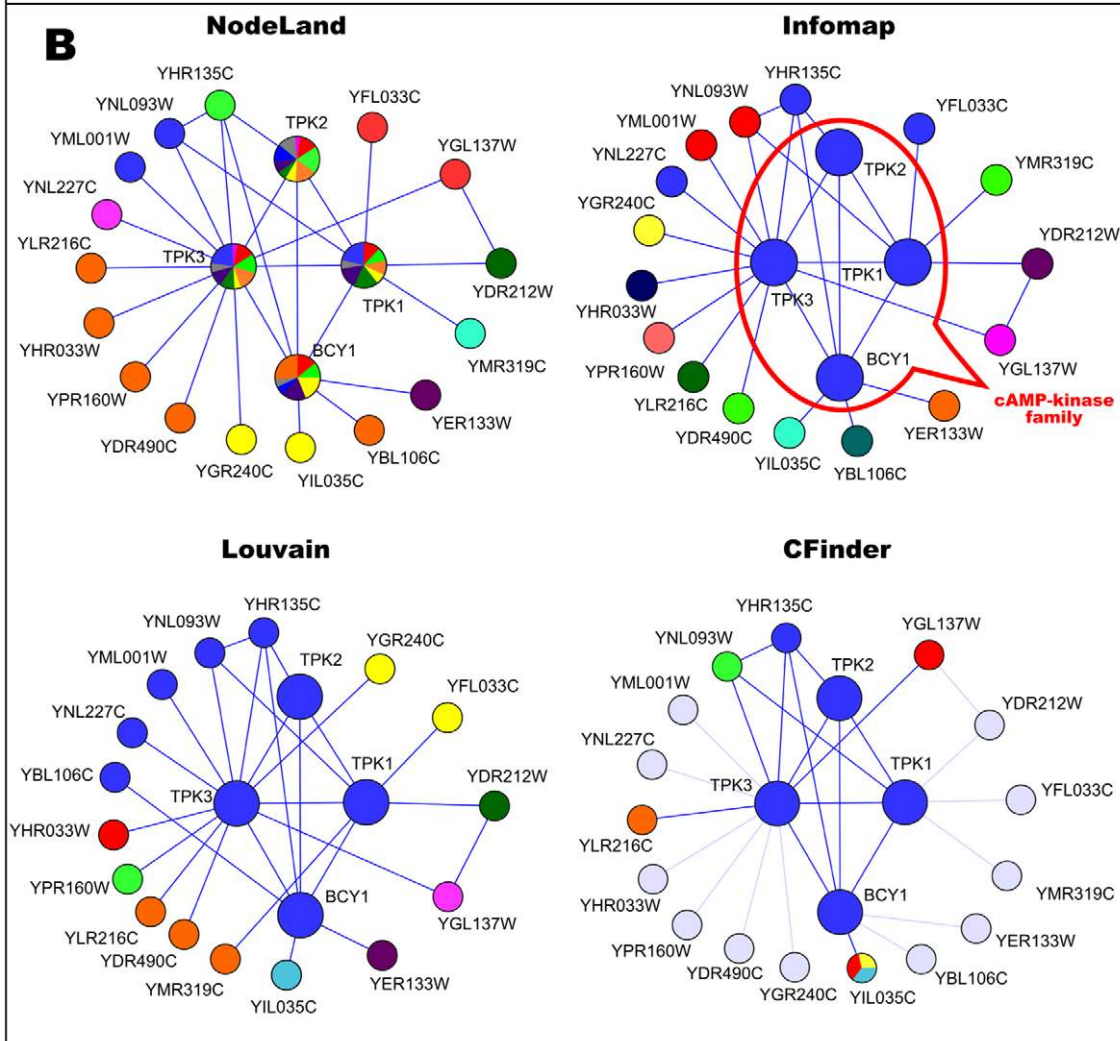 B
NodeLand
YHR135C
YNL093W
YML001W
YNL227C
YLR216C
YHR033W
YPR160W
YDR490C
YGR240C
YIL035C
YBL106C
YER133W
YMR319C
YDR212W
YGL137W
YFL033C
TPK2
TPK3
TPK1
BCY1
Infomap
YHR135C
YNL093W
YML001W
YNL227C
YGR240C
YHR033W
YPR160W
YLR216C
YDR490C
YIL035C
YBL106C
YER133W
YGL137W
YDR212W
YMR319C
YFL033C
TPK2
TPK3
TPK1
BCY1
cAMP-kinase
family
Louvain
YHR135C
YNL093W
YML001W
YNL227C
YBL106C
YHR033W
YPR160W
YLR216C
YDR490C
YMR319C
YIL035C
YER133W
YGL137W
YDR212W
YFL033C
YGR240C
TPK2
TPK3
TPK1
BCY1
CFinder
YHR135C
YNL093W
YML001W
YNL227C
YLR216C
YHR033W
YPR160W
YDR490C
YGR240C
YIL035C
YBL106C
YER133W
YMR319C
YFL033C
YDR212W
YGL137W
TPK2
TPK3
TPK1
BCY1